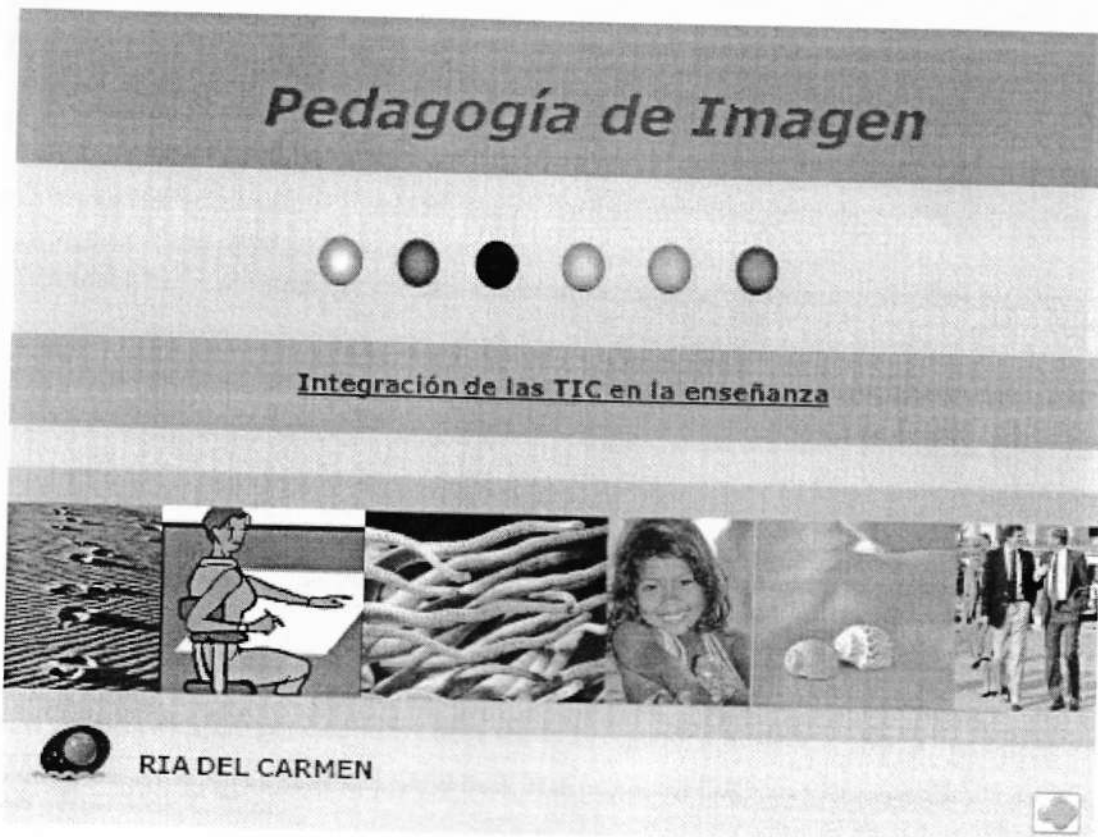 Pedagogía de Imagen
Integración de las TIC en la enseñanza
RIA DEL CARMEN